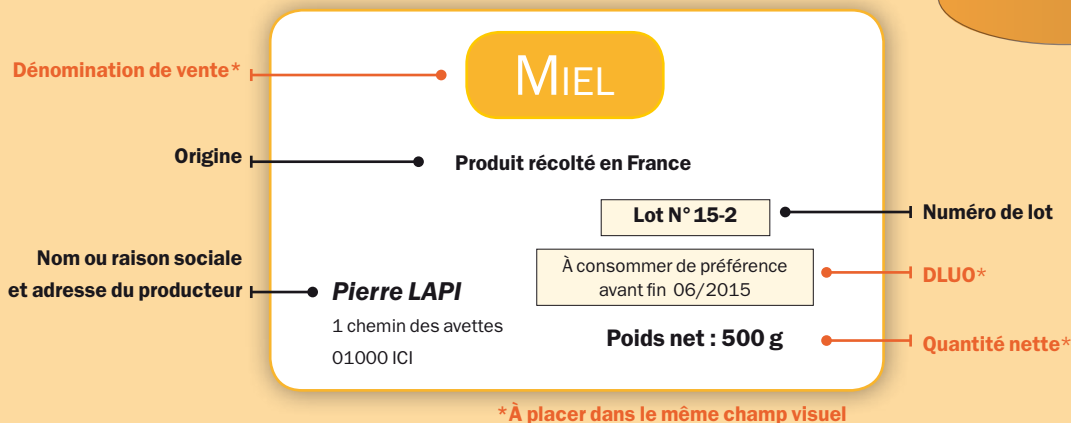 Dénomination de vente*
MIEL
Origine
Produit récolté en France
Lot N° 15-2
Numéro de lot
Nom ou raison sociale
et adresse du producteur
Pierre LAPI
1 chemin des avettes
01000 ICI
À consommer de préférence
avant fin 06/2015
DLUO*
Poids net : 500 g
Quantité nette*
*À placer dans le même champ visuel